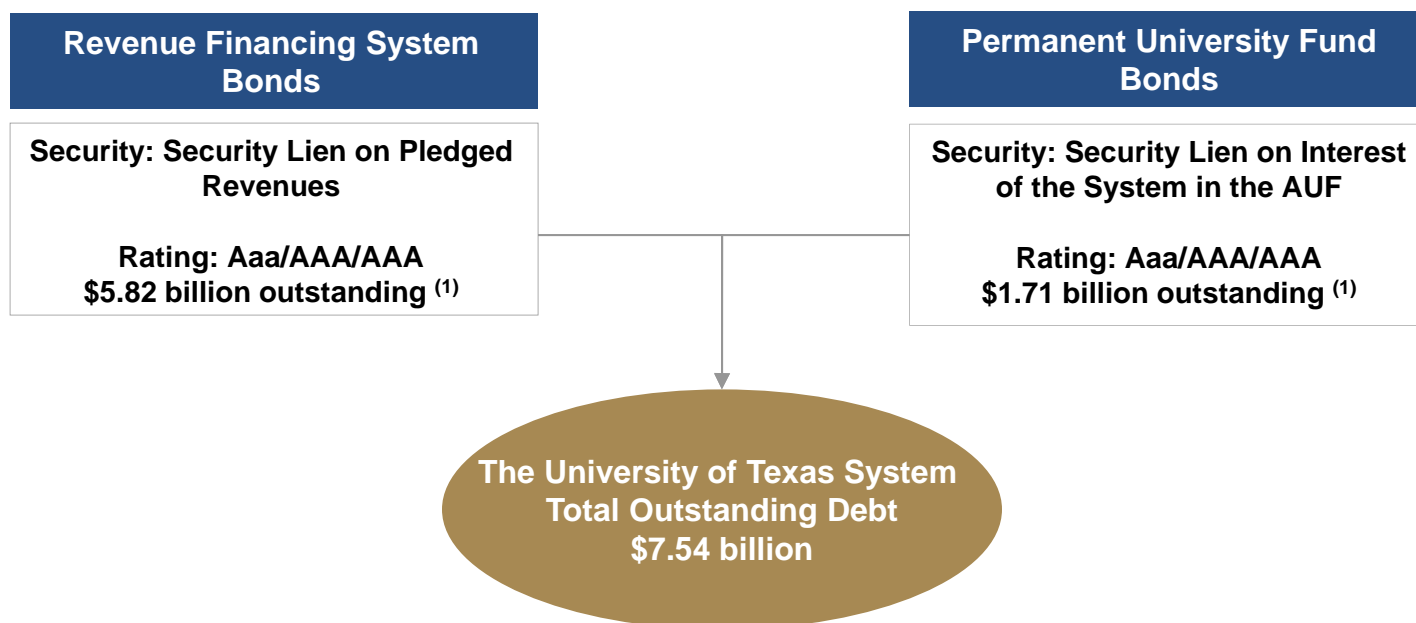 Revenue Financing System
Bonds
Security: Security Lien on Pledged
Revenues
Rating: Aaa/AAA/AAA
$5.82 billion outstanding (1)
Permanent University Fund
Bonds
Security: Security Lien on Interest
of the System in the AUF
Rating: Aaa/AAA/AAA
$1.71 billion outstanding (1)
The University of Texas System
Total Outstanding Debt
$7.54 billion